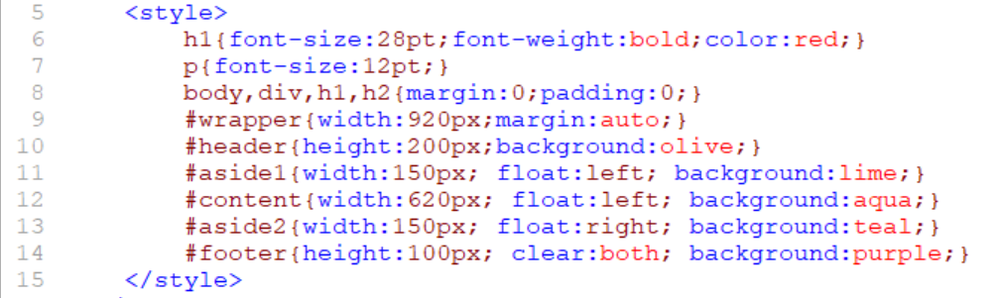 5 <style>
6 h1{font-size:28pt;font-weight:bold;color:red;}
7 p{font-size:12pt;}
8 body,div,h1,h2{margin:0;padding:0;}
9 #wrapper{width:920px;margin:auto;}
10 #header{height:200px;background:olive;}
11 #aside1{width:150px; float:left; background:lime;}
12 #content{width:620px; float:left; background:aqua;}
13 #aside2{width:150px; float:right; background:teal;}
14 #footer{height:100px; clear:both; background:purple;}
15 </style>